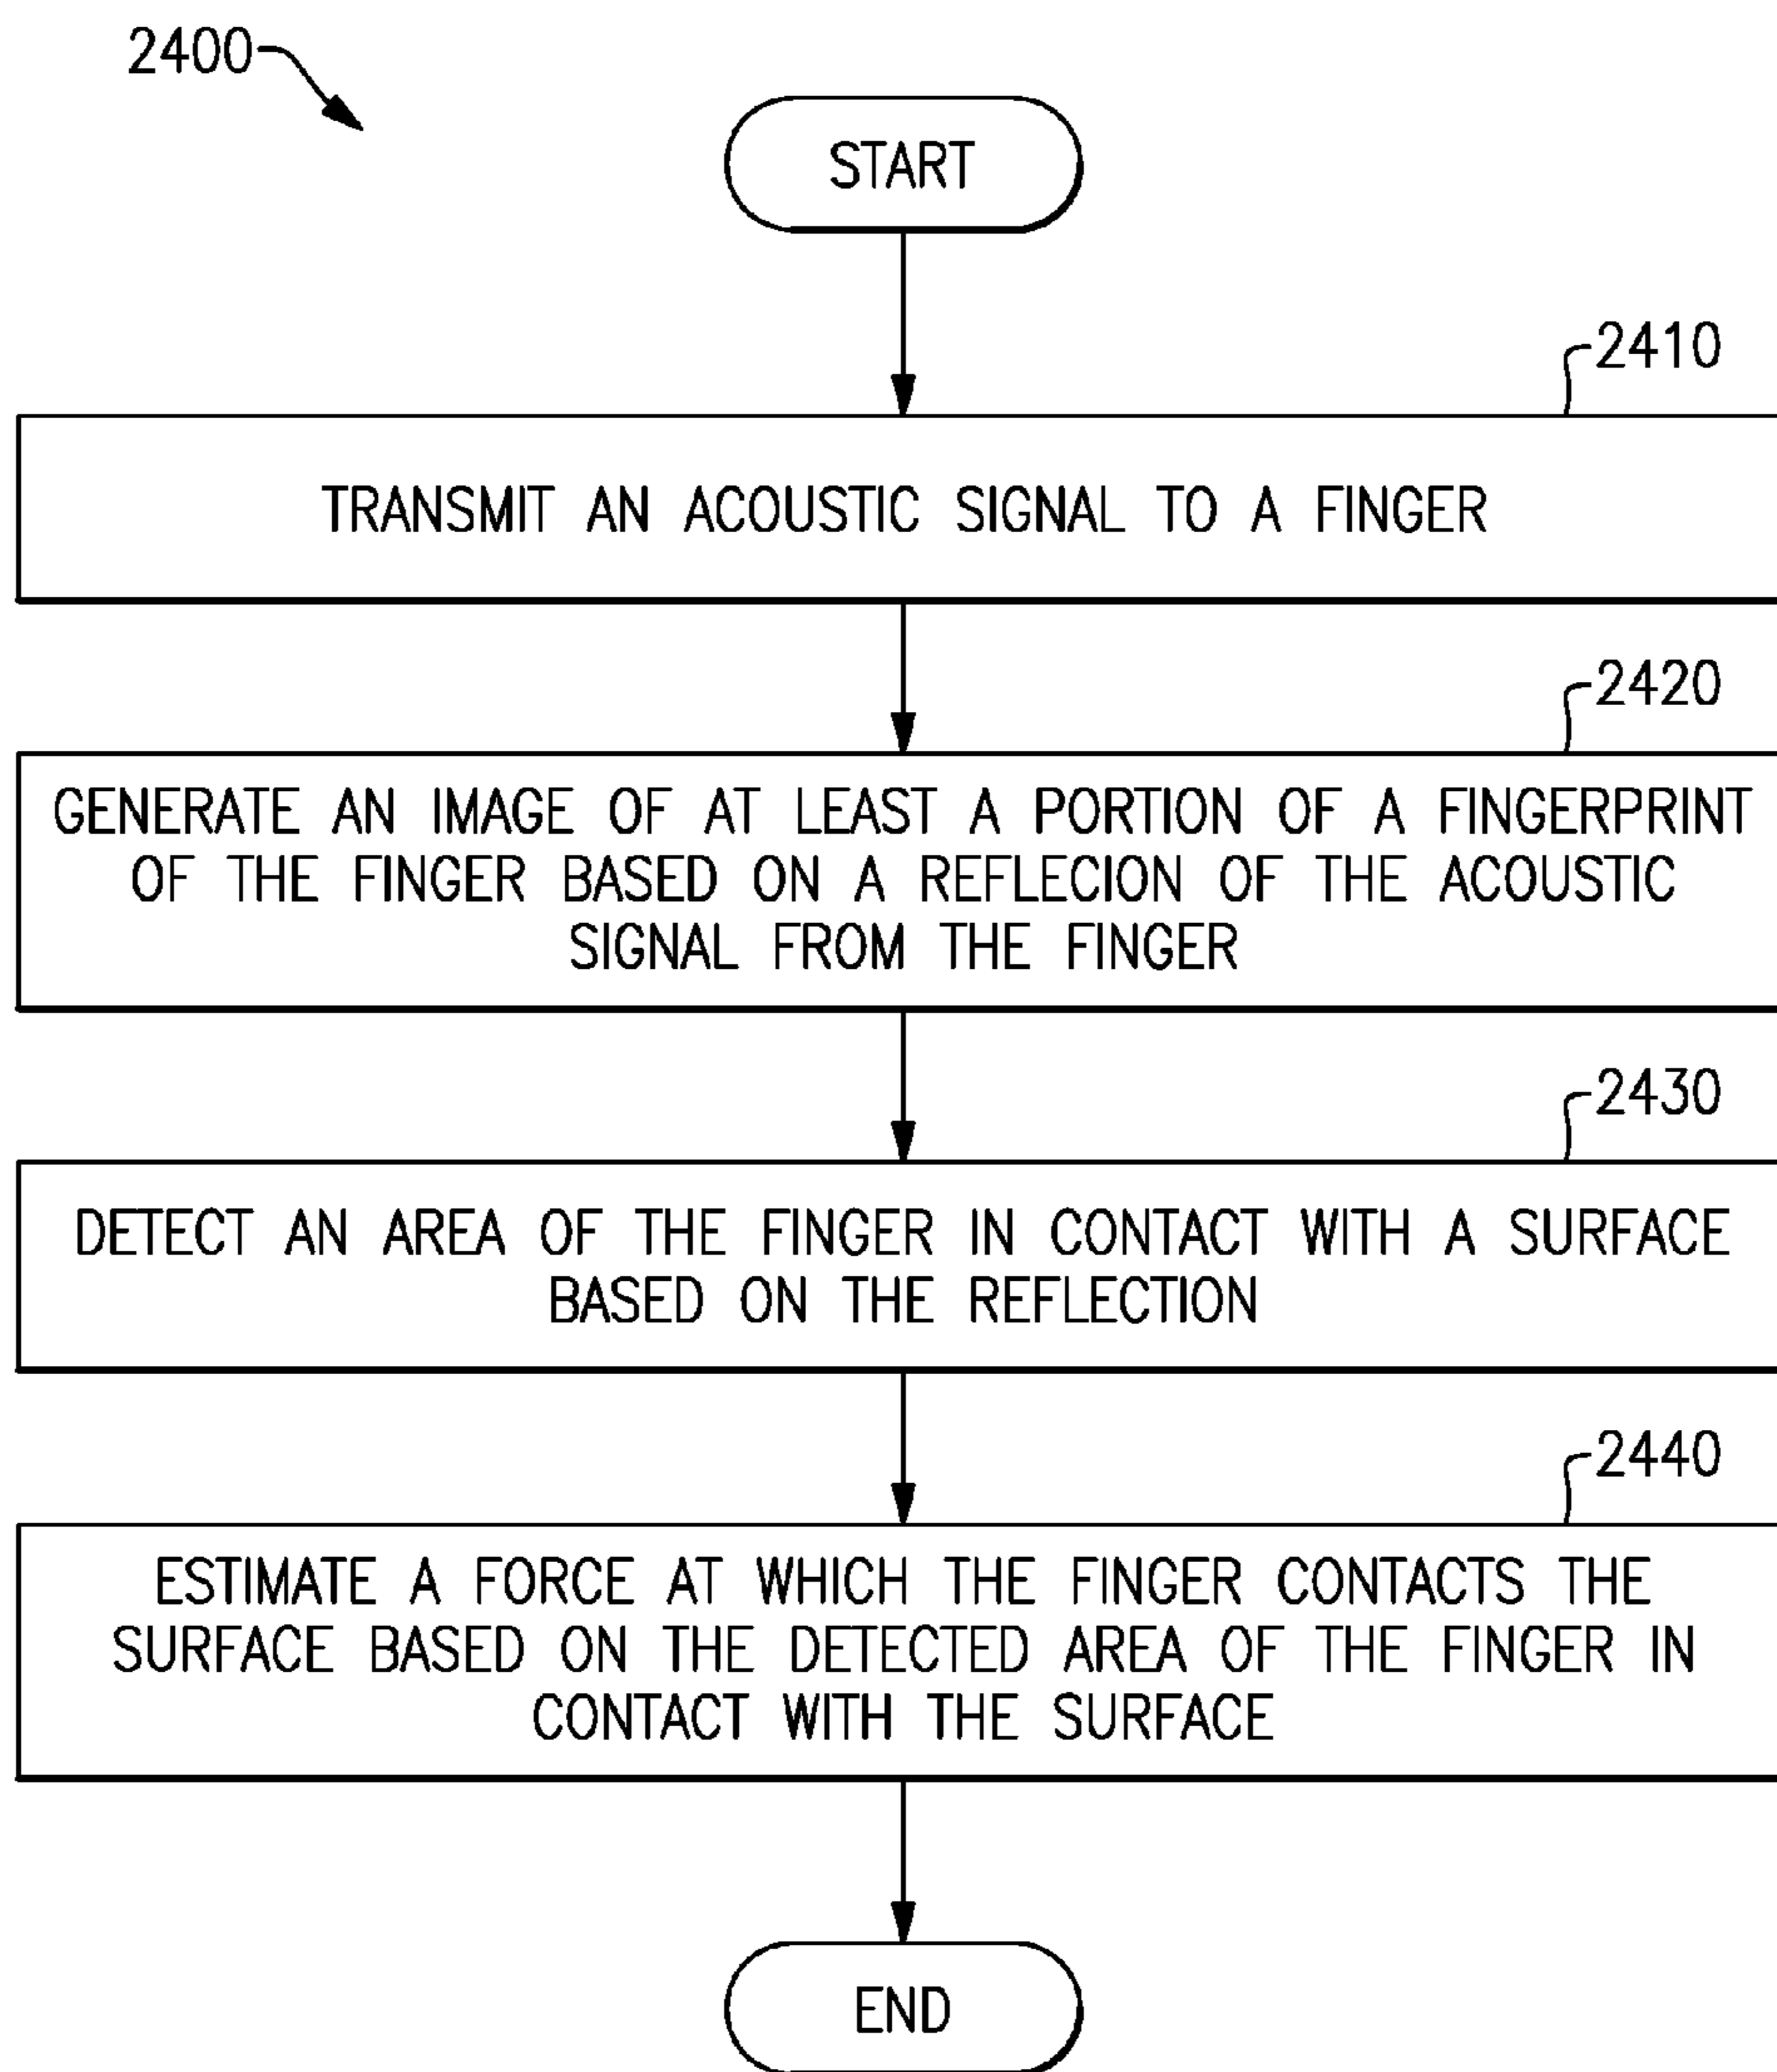 2400
START
2410
TRANSMIT AN ACOUSTIC SIGNAL TO A FINGER
2420
GENERATE AN IMAGE OF AT LEAST A PORTION OF A FINGERPRINT
OF THE FINGER BASED ON A REFLECION OF THE ACOUSTIC
SIGNAL FROM THE FINGER
2430
DETECT AN AREA OF THE FINGER IN CONTACT WITH A SURFACE
BASED ON THE REFLECTION
2440
ESTIMATE A FORCE AT WHICH THE FINGER CONTACTS THE
SURFACE BASED ON THE DETECTED AREA OF THE FINGER IN
CONTACT WITH THE SURFACE
END